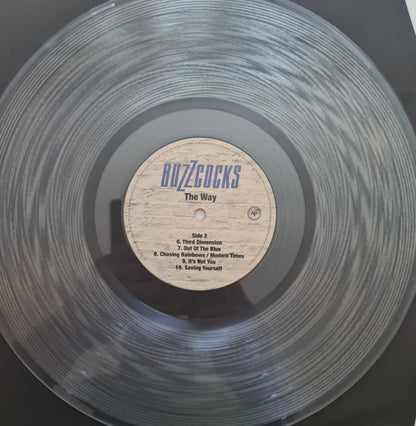 BUZZCOCKS
The Way
Side 2
6. Third Dimension
7. Out Of The Blue
8. Chasing Rainbows / Modern Times
9. It's Not You
10. Saving Yourself